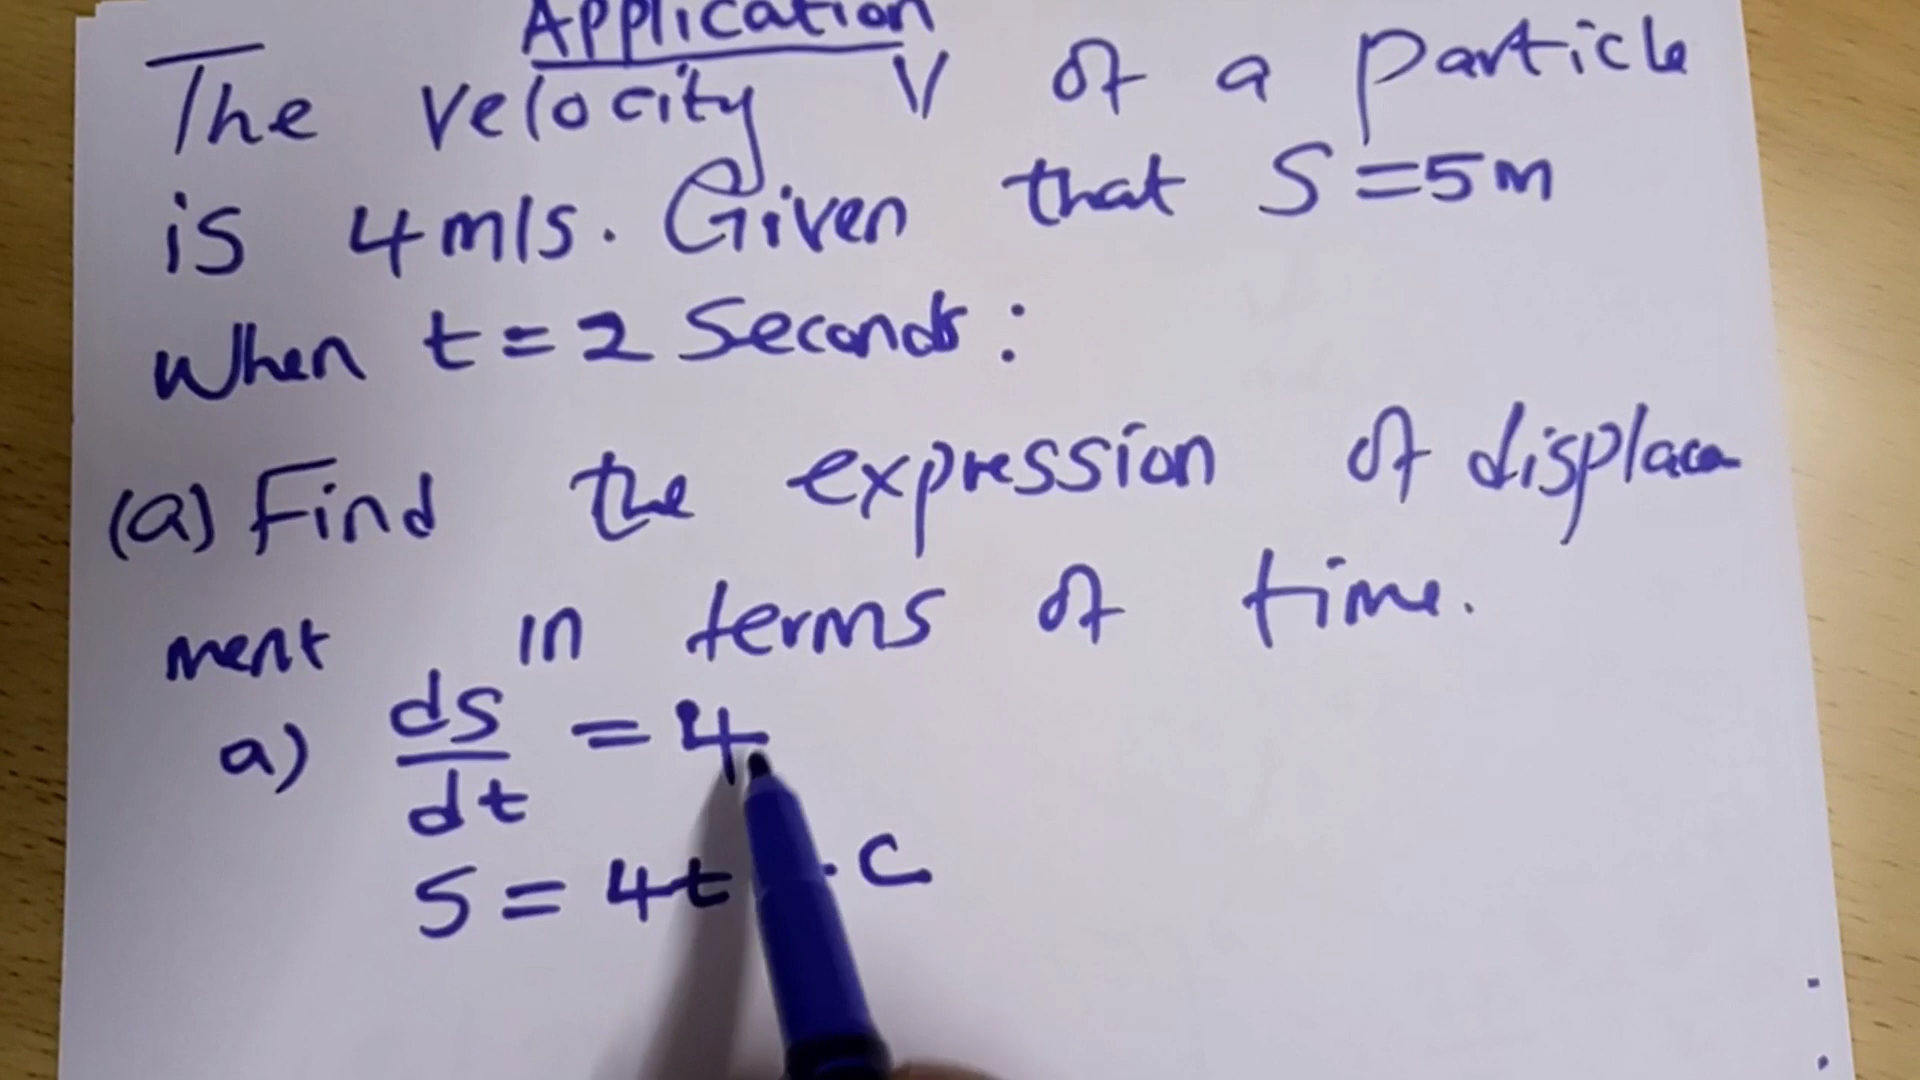 Application
The velocity V of a particle
is 4m/s. Given that S=5m
When t=2 Seconds:
(a) Find the expression of displace
ment in terms of time.
a) ds/dt = 4
S = 4t C